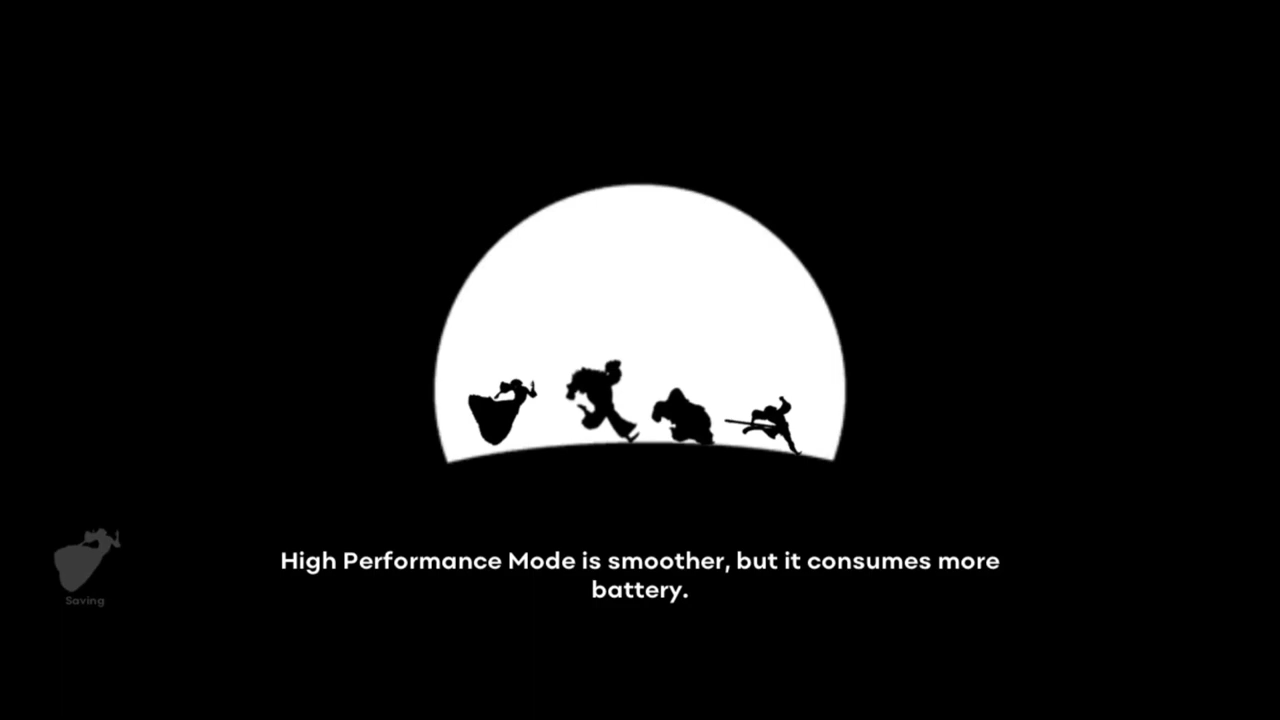 High Performance Mode is smoother, but it consumes more
battery.
Saving